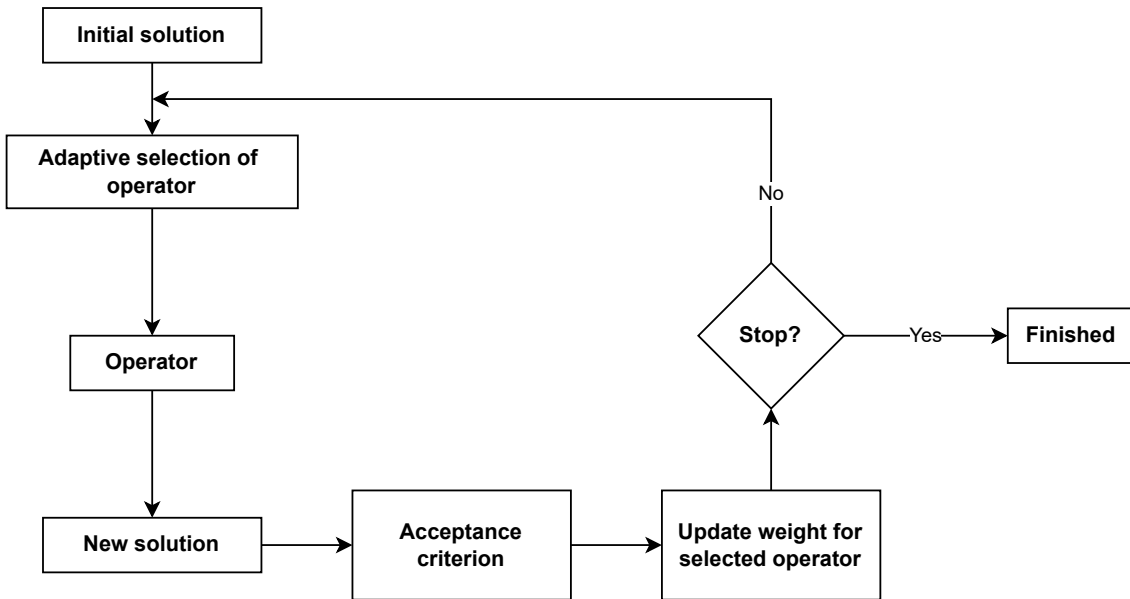 Initial solution
Adaptive selection of
operator
Operator
New solution
Acceptance
criterion
Update weight for
selected operator
Stop?
No
Yes
Finished